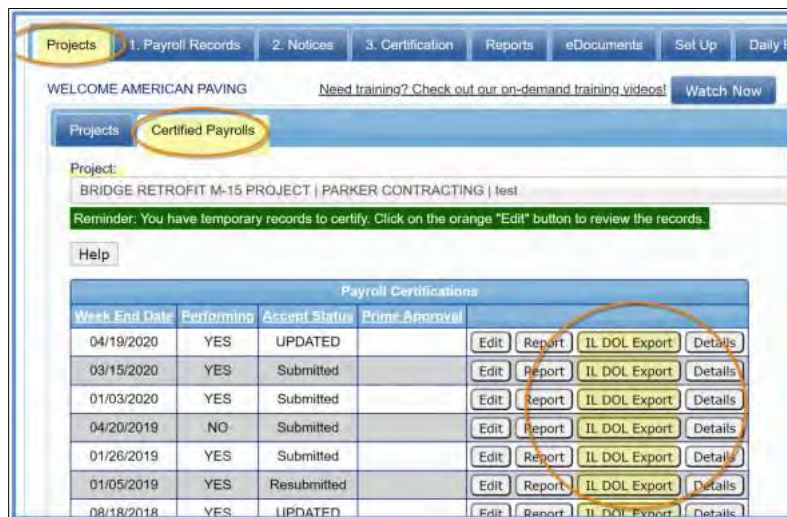 Projects 1. Payroll Records 2. Notices 3. Certification Reports eDocuments Set Up Daily
WELCOME AMERICAN PAVING Need training? Check out our on-demand training videos! Watch Now
Projects Certified Payrolls
Project:
BRIDGE RETROFIT M-15 PROJECT | PARKER CONTRACTING | test
Reminder: You have temporary records to certify. Click on the orange "Edit" button to review the records.
Help
Payroll Certifications
Week End Date Performing Accept Status Prime Approval
04/19/2020 YES UPDATED Edit Report IL DOL Export Details
03/15/2020 YES Submitted Edit Report IL DOL Export Details
01/03/2020 YES Submitted Edit Report IL DOL Export Details
04/20/2019 NO Submitted Edit Report IL DOL Export Details
01/26/2019 YES Submitted Edit Report IL DOL Export Details
01/05/2019 YES Resubmitted Edit Report IL DOL Export Details
08/18/2018 YES UPDATED Edit Report IL DOL Export Details